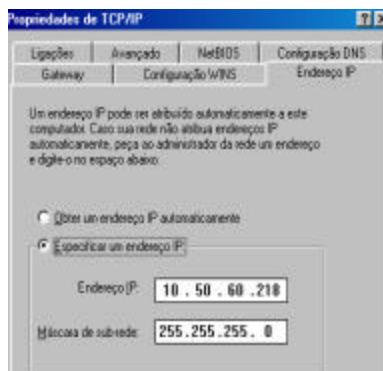 Propriedades de TCP/IP
Ligações Avançado NetBIOS Configuração DNS
Gateway Configuração WINS Endereço IP
Um endereço IP pode ser atribuído automaticamente a este
computador. Caso sua rede não atribua endereços IP
automaticamente, peça ao administrador da rede um endereço
e digite-o no espaço abaixo.
Obter um endereço IP automaticamente
Especificar um endereço IP:
Endereço IP: 10 . 50 . 60 .218
Máscara de sub-rede: 255.255.255. 0